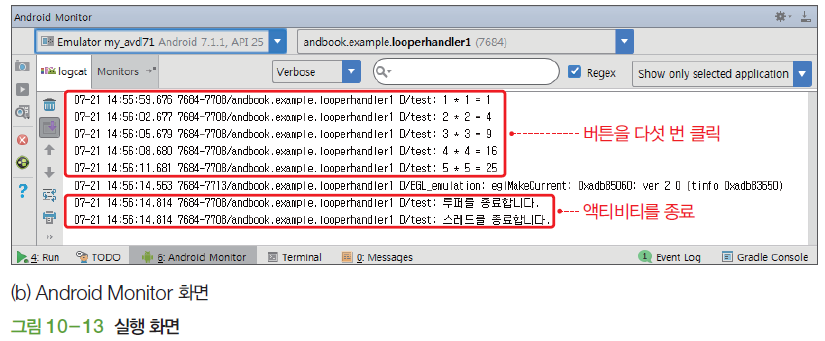 Android Monitor
Emulator my_avd71 Android 7.1.1, API 25 andbook.example.looperhandler1 (7684)
logcat Monitors Verbose Regex Show only selected application
07-21 14:55:59.676 7684-7708/andbook.example.looperhandler1 D/test: 1 * 1 = 1
07-21 14:56:02.677 7684-7708/andbook.example.looperhandler1 D/test: 2 * 2 = 4
07-21 14:56:05.679 7684-7708/andbook.example.looperhandler1 D/test: 3 * 3 = 9
버튼을 다섯 번 클릭
07-21 14:56:08.680 7684-7708/andbook.example.looperhandler1 D/test: 4 * 4 = 16
07-21 14:56:11.681 7684-7708/andbook.example.looperhandler1 D/test: 5 * 5 = 25
07-21 14:56:14.563 7684-7713/andbook.example.looperhandler1 D/EGL_emulation: eglMakeCurrent: 0xadb85060: ver 2 0 (tinfo 0xadb83550)
07-21 14:56:14.814 7684-7708/andbook.example.looperhandler1 D/test: 루퍼를 종료합니다.
07-21 14:56:14.814 7684-7708/andbook.example.looperhandler1 D/test: 스레드를 종료합니다.
액티비티를 종료
4: Run TODO 6: Android Monitor Terminal 0: Messages 1 Event Log Gradle Console
(b) Android Monitor 화면
그림 10-13 실행 화면